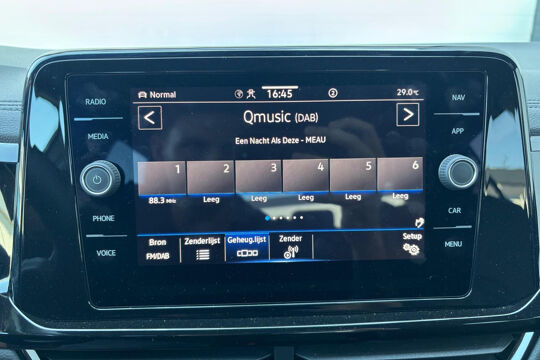 Normal 16:45 2 29.0°C
RADIO
MEDIA
PHONE
VOICE
Qmusic (DAB)
Een Nacht Als Deze - MEAU
1 2 3 4 5 6
88.3 MHz Leeg Leeg Leeg Leeg Leeg
Bron
FM/DAB
Zenderlijst
Geheug.lijst
Zender
Setup
NAV
APP
CAR
MENU